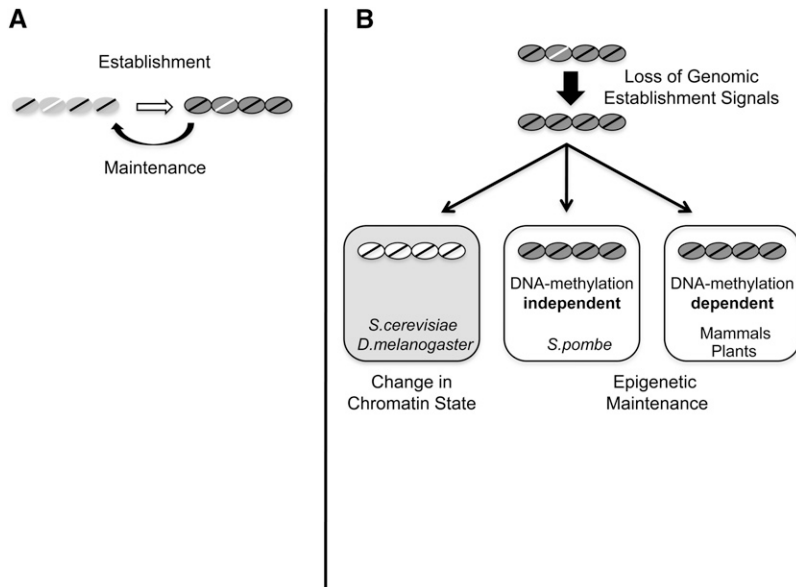 A
Establishment
Maintenance
B
Loss of Genomic
Establishment Signals
S.cerevisiae
D.melanogaster
DNA-methylation
independent
S.pombe
DNA-methylation
dependent
Mammals
Plants
Change in
Chromatin State
Epigenetic
Maintenance